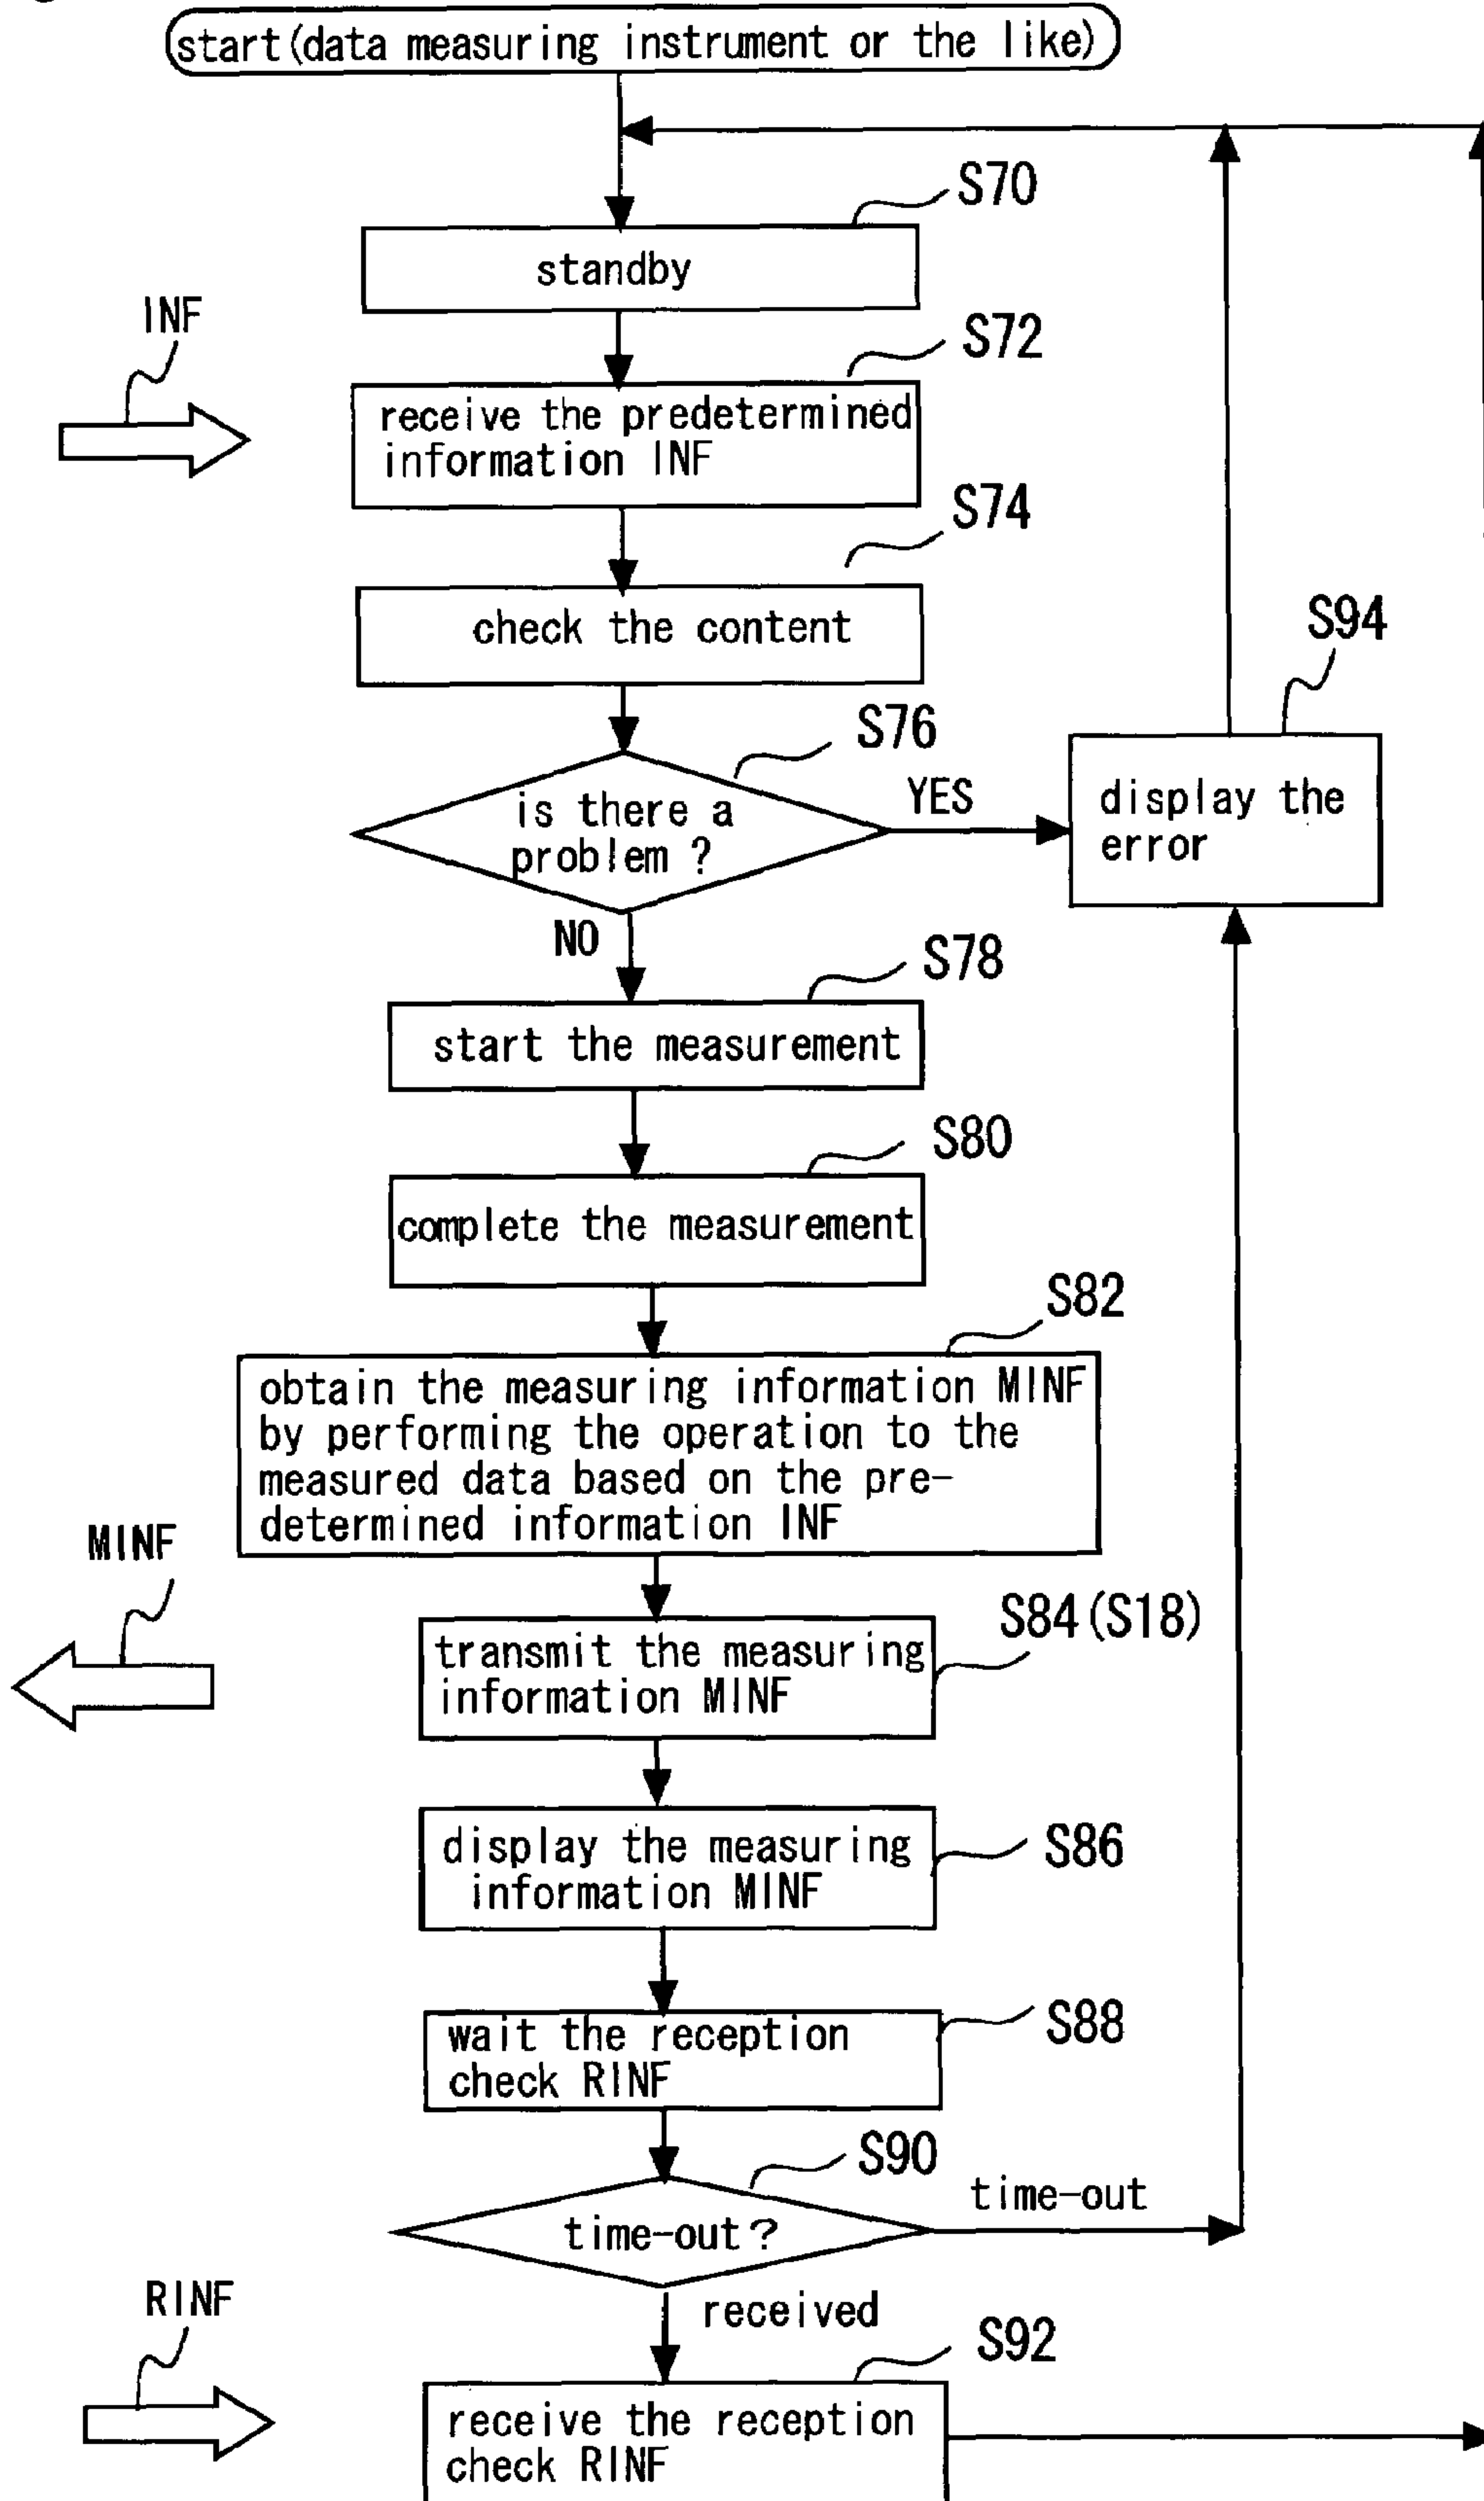 start(data measuring instrument or the like)
S70
standby
INF
S72
receive the predetermined
information INF
S74
check the content
S94
S76
is there a
problem ?
YES
display the
error
NO
S78
start the measurement
S80
complete the measurement
S82
obtain the measuring information MINF
by performing the operation to the
measured data based on the pre-
determined information INF
MINF
S84(S18)
transmit the measuring
information MINF
display the measuring
information MINF
S86
wait the reception
check RINF
S88
S90
time-out
time-out?
RINF
received
S92
receive the reception
check RINF